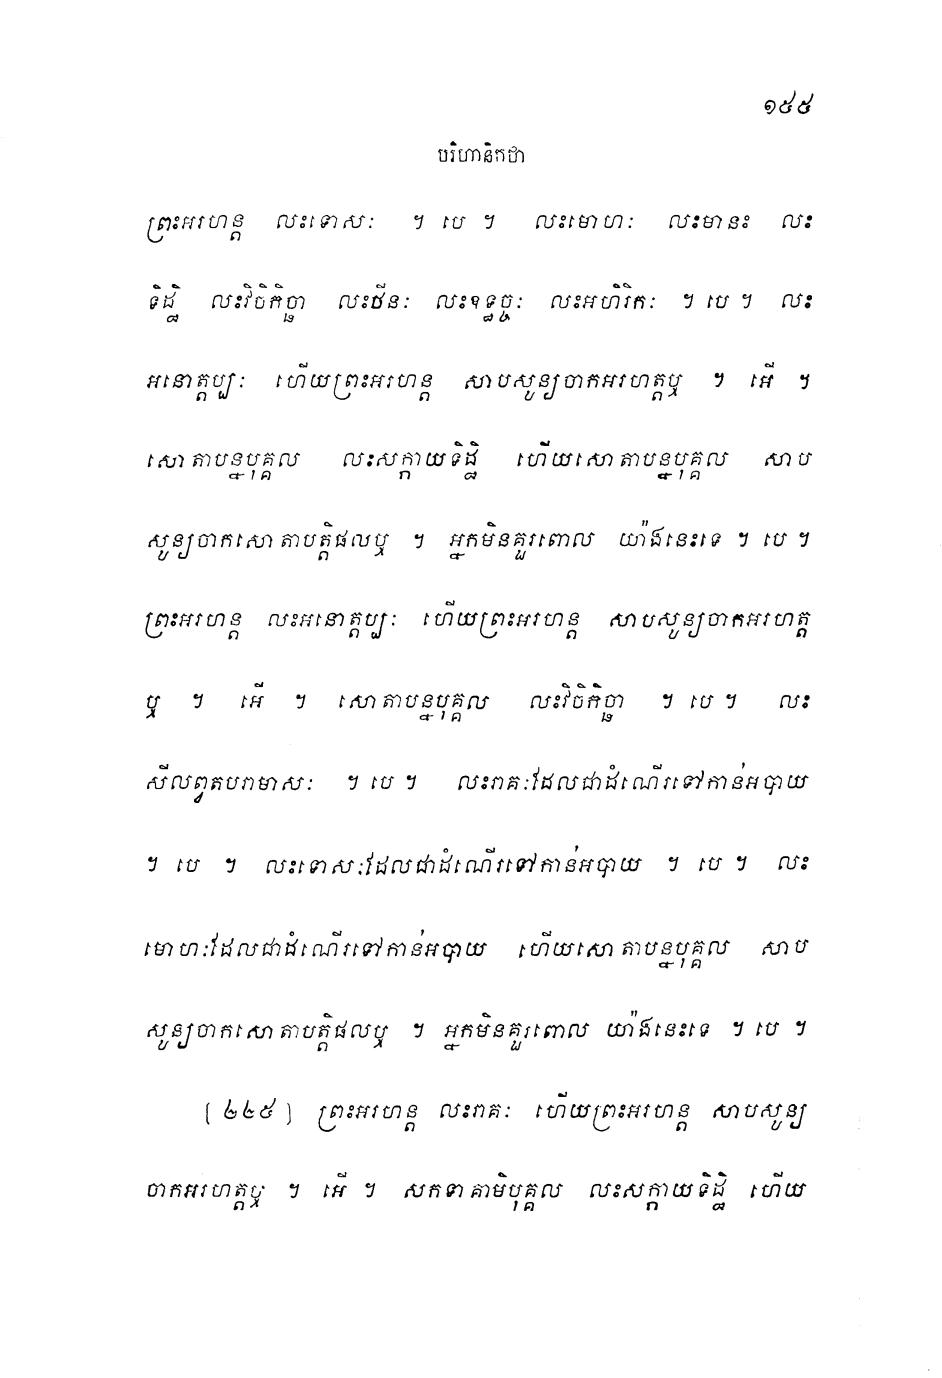 ១៥៥
បរិហានិកថា
ព្រះអរហន្ត លះទោសៈ ។ បេ ។ លះមោហៈ លះមានះ លះ
ទិដ្ឋិ លះវិចិកិច្ឆា លះថីនៈ លះឧទ្ធច្ចៈ លះអហិរិកៈ ។ បេ ។ លះ
អនោត្តប្បៈ ហើយព្រះអរហន្ត សាបសូន្យចាកអរហត្តឬ ។ អើ ។
សោតាបន្នបុគ្គល លះសក្កាយទិដ្ឋិ ហើយសោតាបន្នបុគ្គល សាប
សូន្យចាកសោតាបត្តិផលឬ ។ អ្នកមិនគួរពោល យ៉ាងនេះទេ ។ បេ ។
ព្រះអរហន្ត លះអនោត្តប្បៈ ហើយព្រះអរហន្ត សាបសូន្យចាកអរហត្ត
ឬ ។ អើ ។ សោតាបន្នបុគ្គល លះវិចិកិច្ឆា ។ បេ ។ លះ
សីលព្វតបរាមាសៈ ។ បេ ។ លះរាគៈដែលជាដំណើរទៅកាន់អបាយ
។ បេ ។ លះទោសៈដែលជាដំណើរទៅកាន់អបាយ ។ បេ ។ លះ
មោហៈដែលជាដំណើរទៅកាន់អបាយ ហើយសោតាបន្នបុគ្គល សាប
សូន្យចាកសោតាបត្តិផលឬ ។ អ្នកមិនគួរពោល យ៉ាងនេះទេ ។ បេ ។
[ ២២៥ ] ព្រះអរហន្ត លះរាគៈ ហើយព្រះអរហន្ត សាបសូន្យ
ចាកអរហត្តឬ ។ អើ ។ សកទាគាមិបុគ្គល លះសក្កាយទិដ្ឋិ ហើយ